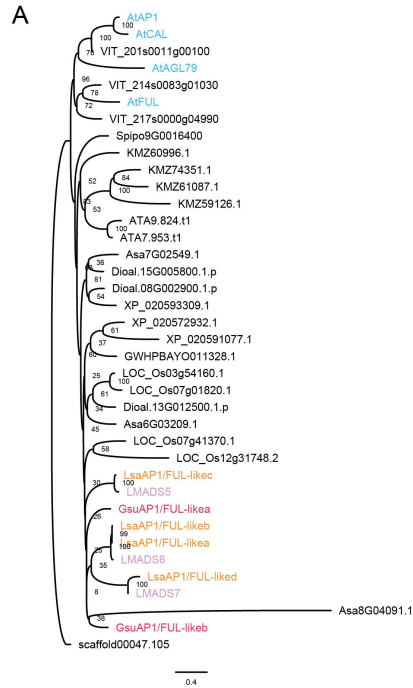 A
AtAP1
100
AtCAL
100
VIT_201s0011g00100
76
AtAGL79
96
VIT_214s0083g01030
78
AtFUL
72
VIT_217s0000g04990
Spipo9G0016400
KMZ60996.1
KMZ74351.1
52
84
KMZ61087.1
100
KMZ59126.1
53
ATA9.824.t1
100
ATA7.953.t1
Asa7G02549.1
36
Dioal.15G005800.1.p
81
Dioal.08G002900.1.p
54
XP_020593309.1
XP_020572932.1
61
XP_020591077.1
37
GWHPBAYO011328.1
60
LOC_Os03g54160.1
25
100
LOC_Os07g01820.1
61
Dioal.13G012500.1.p
34
Asa6G03209.1
45
LOC_Os07g41370.1
58
LOC_Os12g31748.2
LsaAP1/FUL-likec
30
100
LMADS5
GsuAP1/FUL-likea
26
LsaAP1/FUL-likeb
99
LsaAP1/FUL-likea
100
LMADS6
35
LsaAP1/FUL-liked
100
LMADS7
8
Asa8G04091.1
38
GsuAP1/FUL-likeb
scaffold00047.105
0.4